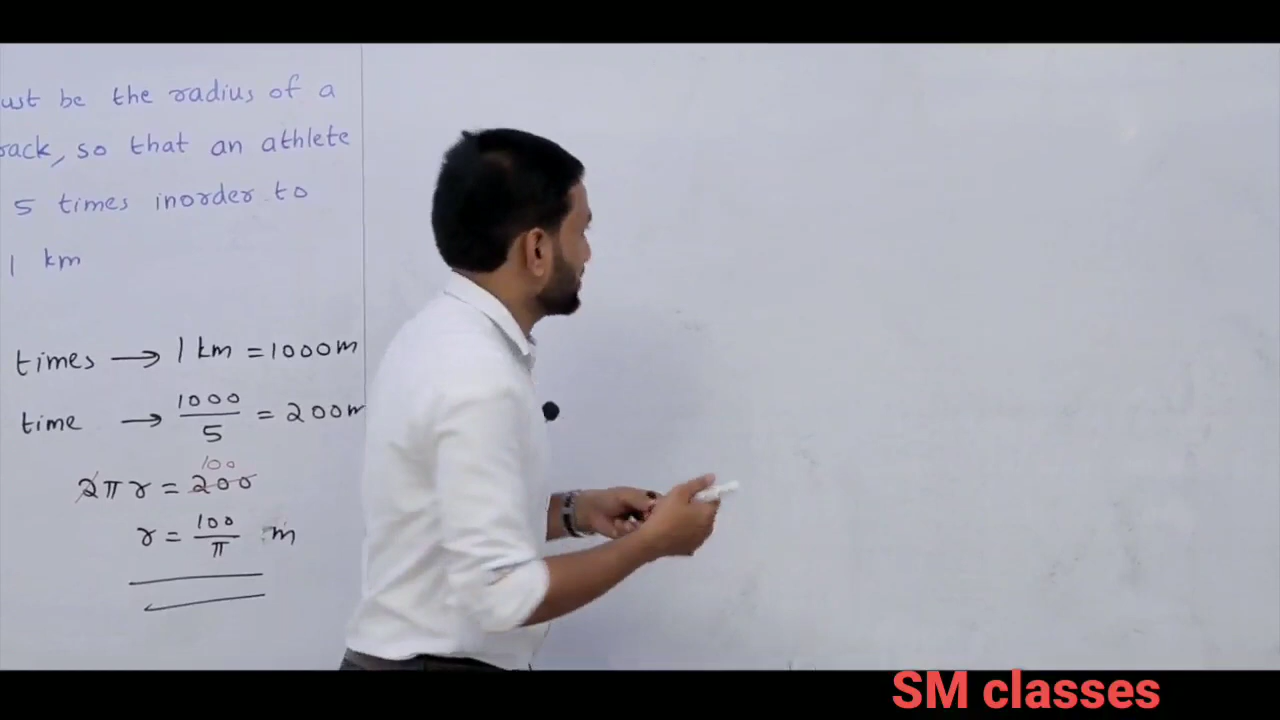 ust be the radius of a
rack, so that an athlete
5 times inorder to
1 km
times → 1 km = 1000m
time → 1000/5 = 200m
100
2πr = 200
r = 100/π m
SM classes